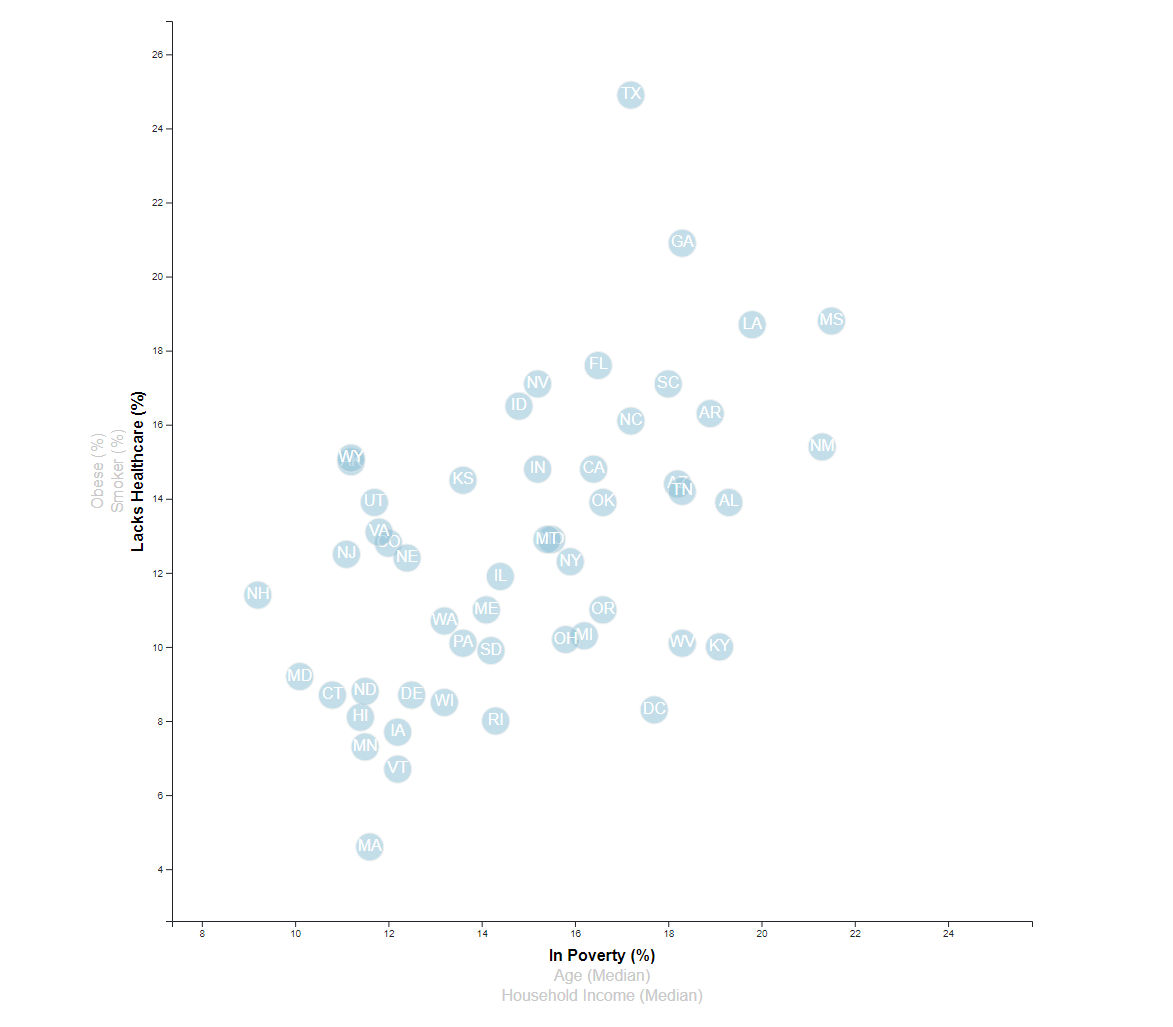 26
TX
24
22
GA
20
LA
MS
18
FL
NV
SC
ID
AR
NC
16
NM
WY
IN
CA
KS
TN
14
UT
OK
AL
VA
CO
MT
NJ
NE
NY
12
IL
NH
ME
OR
WA
OH
MI
PA
WV
KY
SD
10
MD
CT
ND
DE
WI
DC
HI
RI
8
IA
MN
VT
6
MA
4
Obese (%)
Smoker (%)
Lacks Healthcare (%)
8 10 12 14 16 18 20 22 24
In Poverty (%)
Age (Median)
Household Income (Median)